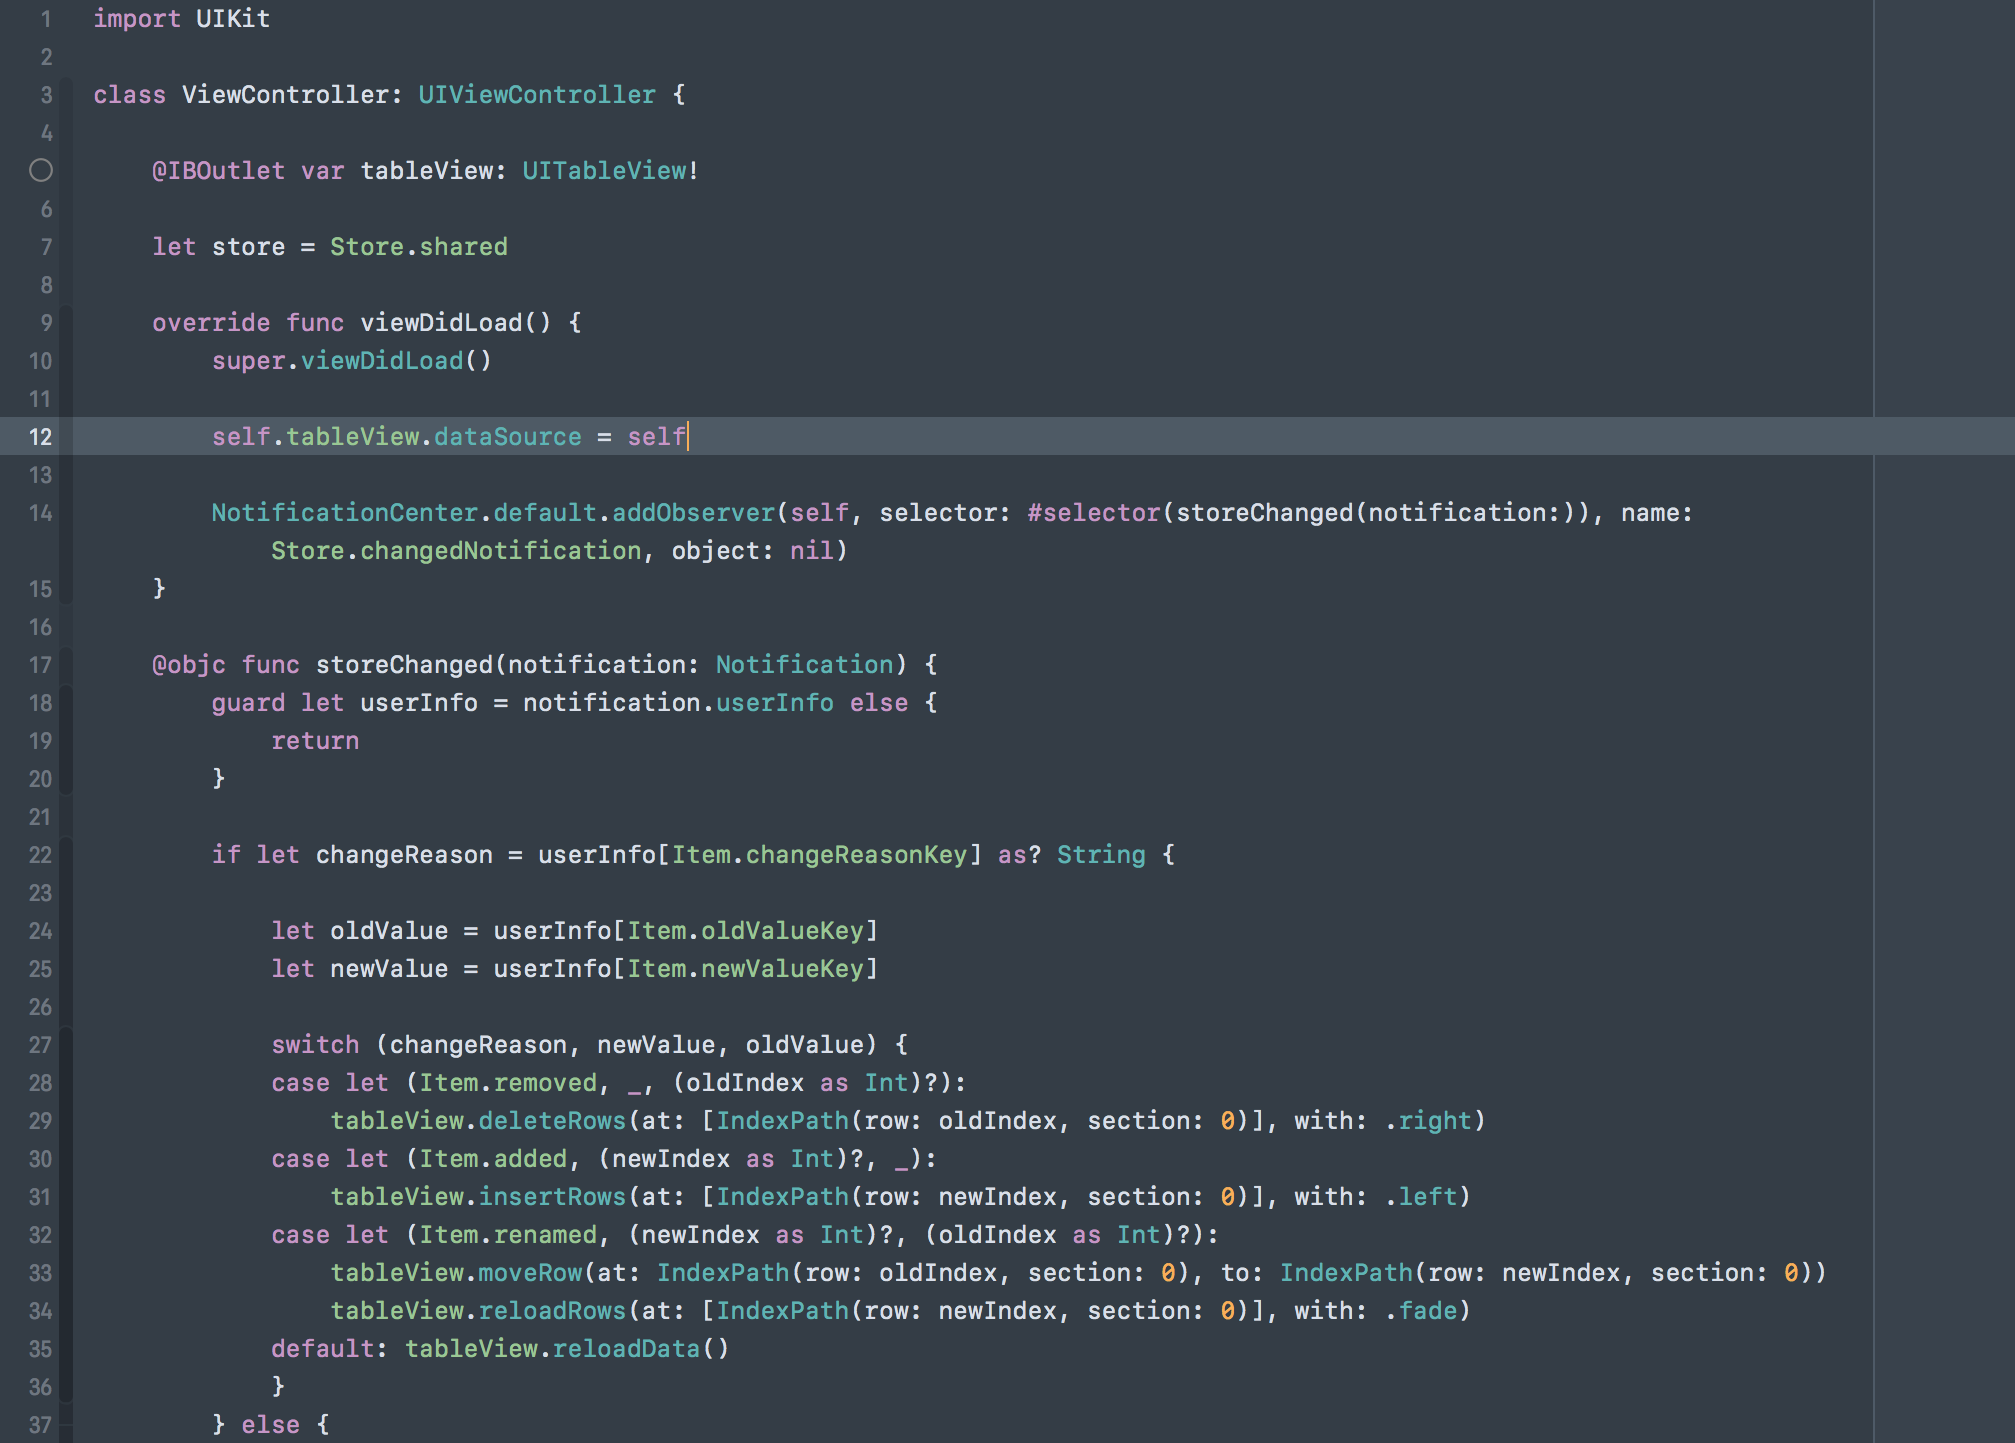 1 import UIKit
2
3 class ViewController: UIViewController {
4
@IBOutlet var tableView: UITableView!
6
7 let store = Store.shared
8
9 override func viewDidLoad() {
10 super.viewDidLoad()
11
12 self.tableView.dataSource = self
13
14 NotificationCenter.default.addObserver(self, selector: #selector(storeChanged(notification:)), name:
Store.changedNotification, object: nil)
15 }
16
17 @objc func storeChanged(notification: Notification) {
18 guard let userInfo = notification.userInfo else {
19 return
20 }
21
22 if let changeReason = userInfo[Item.changeReasonKey] as? String {
23
24 let oldValue = userInfo[Item.oldValueKey]
25 let newValue = userInfo[Item.newValueKey]
26
27 switch (changeReason, newValue, oldValue) {
28 case let (Item.removed, _, (oldIndex as Int)?):
29 tableView.deleteRows(at: [IndexPath(row: oldIndex, section: 0)], with: .right)
30 case let (Item.added, (newIndex as Int)?, _):
31 tableView.insertRows(at: [IndexPath(row: newIndex, section: 0)], with: .left)
32 case let (Item.renamed, (newIndex as Int)?, (oldIndex as Int)?):
33 tableView.moveRow(at: IndexPath(row: oldIndex, section: 0), to: IndexPath(row: newIndex, section: 0))
34 tableView.reloadRows(at: [IndexPath(row: newIndex, section: 0)], with: .fade)
35 default: tableView.reloadData()
36 }
37 } else {